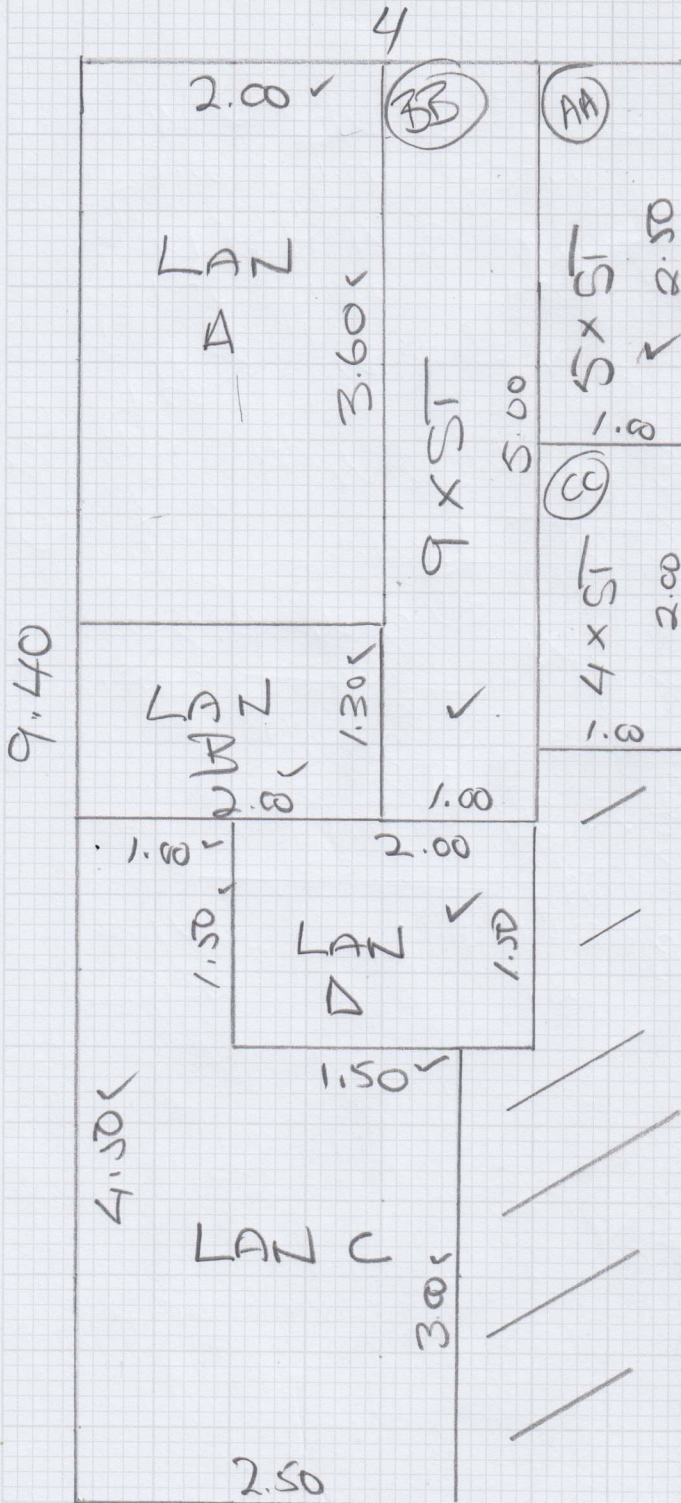 4
2.00 ✓
BB
AA
LAN
A
3.60 ✓
9 x ST
5.00
5 x ST
✓ 2.50
1.00
CC
4 x ST
2.00
1.00
9.40
LAN
B
1.30 ✓
2.00 ✓
✓
1.00
1.00 ✓
2.00
1.50 ✓
LAN
D
✓
1.50
1.50 ✓
4.50 ✓
LAN C
3.00 ✓
2.50